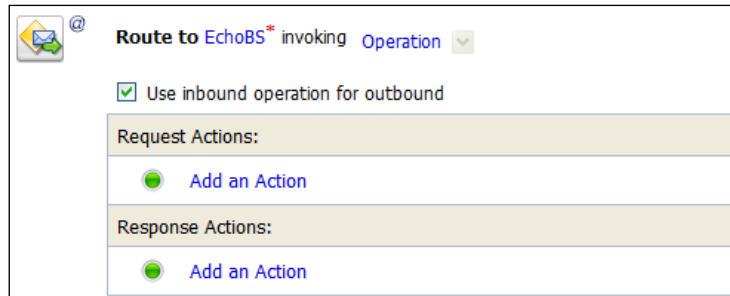 @ Route to EchoBS* invoking Operation
Use inbound operation for outbound
Request Actions:
Add an Action
Response Actions:
Add an Action